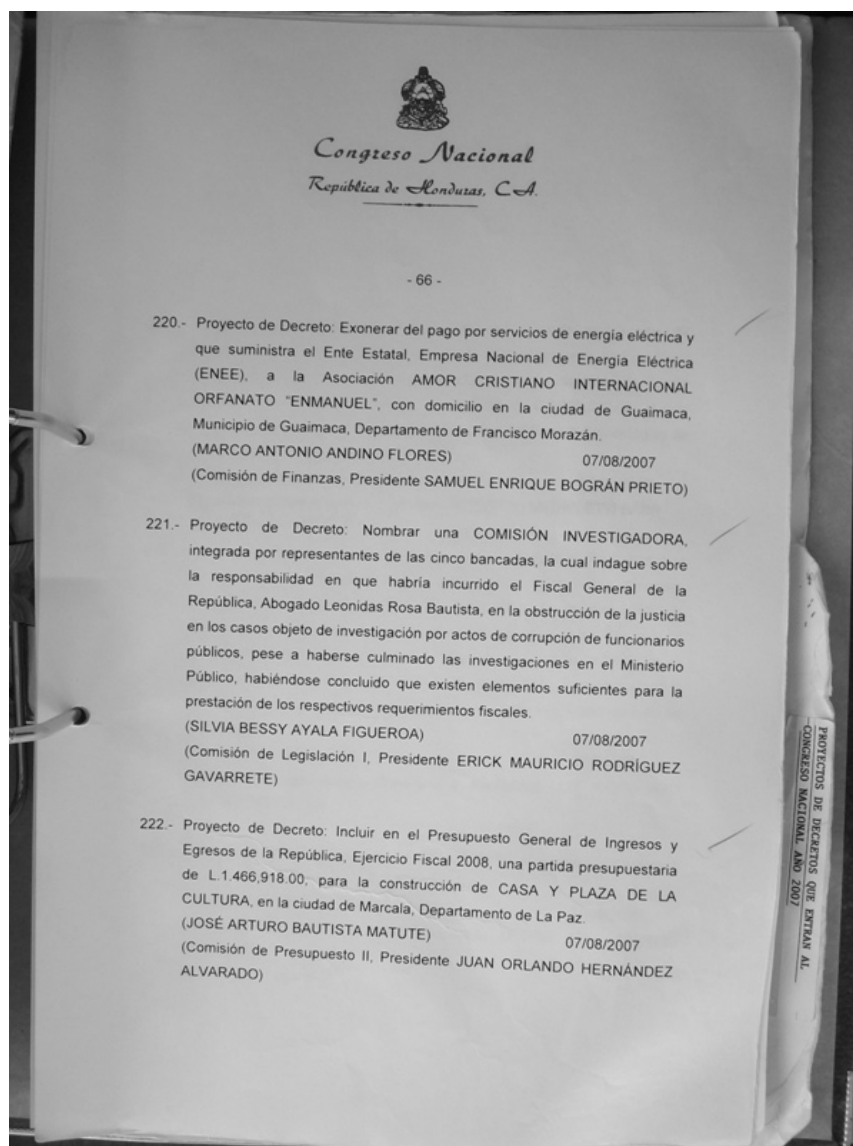 Congreso Nacional
República de Honduras, C.A.
- 66 -
220.- Proyecto de Decreto: Exonerar del pago por servicios de energía eléctrica y
que suministra el Ente Estatal, Empresa Nacional de Energía Eléctrica
(ENEE), a la Asociación AMOR CRISTIANO INTERNACIONAL
ORFANATO "ENMANUEL", con domicilio en la ciudad de Guaimaca,
Municipio de Guaimaca, Departamento de Francisco Morazán.
(MARCO ANTONIO ANDINO FLORES) 07/08/2007
(Comisión de Finanzas, Presidente SAMUEL ENRIQUE BOGRÁN PRIETO)
221.- Proyecto de Decreto: Nombrar una COMISIÓN INVESTIGADORA,
integrada por representantes de las cinco bancadas, la cual indague sobre
la responsabilidad en que habría incurrido el Fiscal General de la
República, Abogado Leonidas Rosa Bautista, en la obstrucción de la justicia
en los casos objeto de investigación por actos de corrupción de funcionarios
públicos, pese a haberse culminado las investigaciones en el Ministerio
Público, habiéndose concluido que existen elementos suficientes para la
prestación de los respectivos requerimientos fiscales.
(SILVIA BESSY AYALA FIGUEROA) 07/08/2007
(Comisión de Legislación I, Presidente ERICK MAURICIO RODRÍGUEZ
GAVARRETE)
222.- Proyecto de Decreto: Incluir en el Presupuesto General de Ingresos y
Egresos de la República, Ejercicio Fiscal 2008, una partida presupuestaria
de L.1.466,918.00, para la construcción de CASA Y PLAZA DE LA
CULTURA, en la ciudad de Marcala, Departamento de La Paz.
(JOSÉ ARTURO BAUTISTA MATUTE) 07/08/2007
(Comisión de Presupuesto II, Presidente JUAN ORLANDO HERNÁNDEZ
ALVARADO)
PROYECTOS DE DECRETOS QUE ENTRAN AL
CONGRESO NACIONAL AÑO 2007